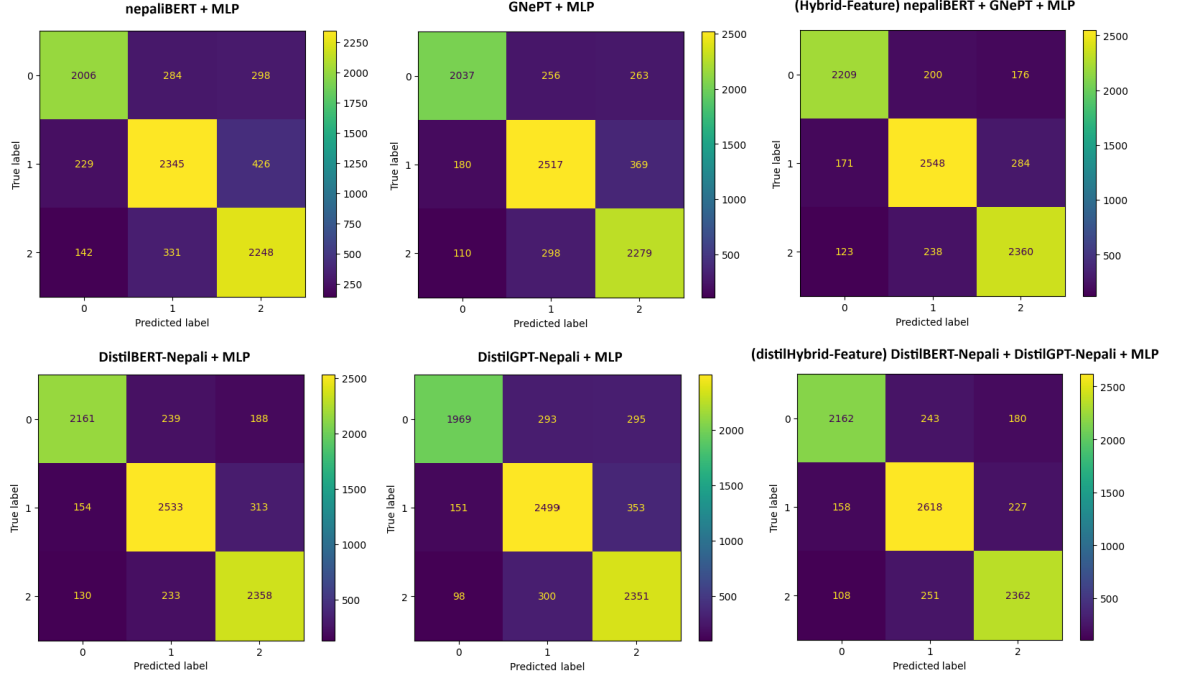 nepaliBERT + MLP
0 2006 284 298
1 229 2345 426
2 142 331 2248
0 1 2
True label
Predicted label
2250
2000
1750
1500
1250
1000
750
500
250
GNePT + MLP
0 2037 256 263
1 180 2517 369
2 110 298 2279
0 1 2
True label
Predicted label
2500
2000
1500
1000
500
(Hybrid-Feature) nepaliBERT + GNePT + MLP
0 2209 200 176
1 171 2548 284
2 123 238 2360
0 1 2
True label
Predicted label
2500
2000
1500
1000
500
DistilBERT-Nepali + MLP
0 2161 239 188
1 154 2533 313
2 130 233 2358
0 1 2
True label
Predicted label
2500
2000
1500
1000
500
DistilGPT-Nepali + MLP
0 1969 293 295
1 151 2499 353
2 98 300 2351
0 1 2
True label
Predicted label
2000
1500
1000
500
(distilHybrid-Feature) DistilBERT-Nepali + DistilGPT-Nepali + MLP
0 2162 243 180
1 158 2618 227
2 108 251 2362
0 1 2
True label
Predicted label
2500
2000
1500
1000
500